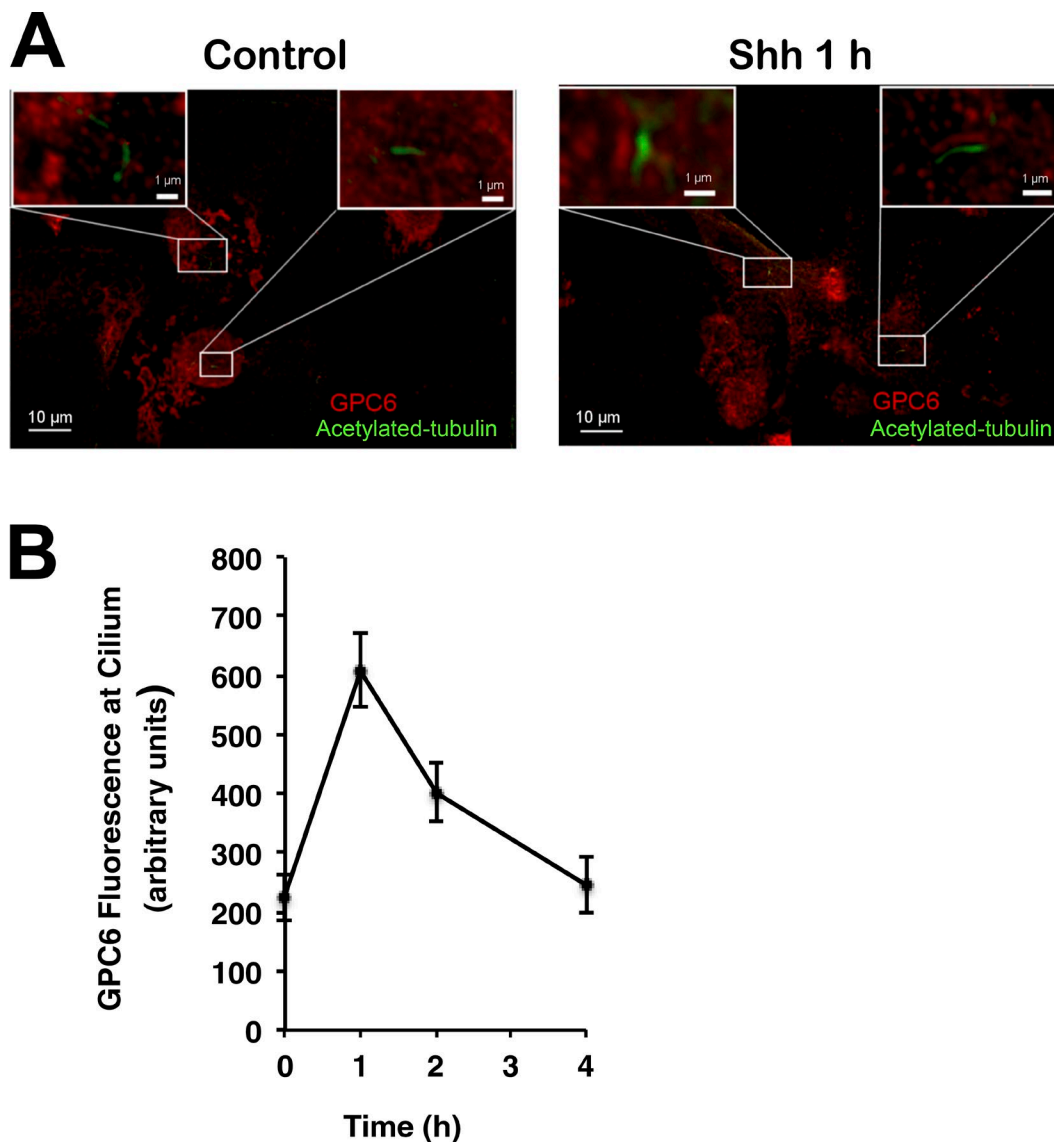 A
Control
Shh 1 h
1 µm
1 µm
1 µm
1 µm
GPC6
Acetylated-tubulin
10 µm
GPC6
Acetylated-tubulin
10 µm
B
GPC6 Fluorescence at Cilium
(arbitrary units)
800
700
600
500
400
300
200
100
0
0 1 2 3 4
Time (h)